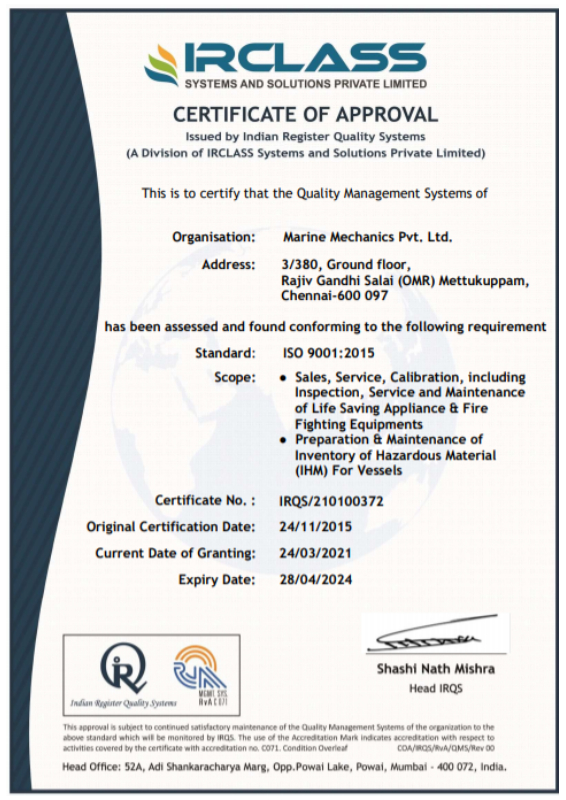 IRCLASS
SYSTEMS AND SOLUTIONS PRIVATE LIMITED
CERTIFICATE OF APPROVAL
Issued by Indian Register Quality Systems
(A Division of IRCLASS Systems and Solutions Private Limited)
This is to certify that the Quality Management Systems of
Organisation: Marine Mechanics Pvt. Ltd.
Address: 3/380, Ground floor,
Rajiv Gandhi Salai (OMR) Mettukuppam,
Chennai-600 097
has been assessed and found conforming to the following requirement
Standard: ISO 9001:2015
Scope: • Sales, Service, Calibration, including
Inspection, Service and Maintenance
of Life Saving Appliance & Fire
Fighting Equipments
• Preparation & Maintenance of
Inventory of Hazardous Material
(IHM) For Vessels
Certificate No. : IRQS/210100372
Original Certification Date: 24/11/2015
Current Date of Granting: 24/03/2021
Expiry Date: 28/04/2024
Shashi Nath Mishra
Head IRQS
IRQ
Indian Register Quality Systems
RvA
MGMT. SYS.
RvA C071
This approval is subject to continued satisfactory maintenance of the Quality Management Systems of the organization to the
above standard which will be monitored by IRQS. The use of the Accreditation Mark indicates accreditation with respect to
activities covered by the certificate with accreditation no. C071. Condition Overleaf COA/IRQS/RvA/QMS/Rev 00
Head Office: 52A, Adi Shankaracharya Marg, Opp.Powai Lake, Powai, Mumbai - 400 072, India.